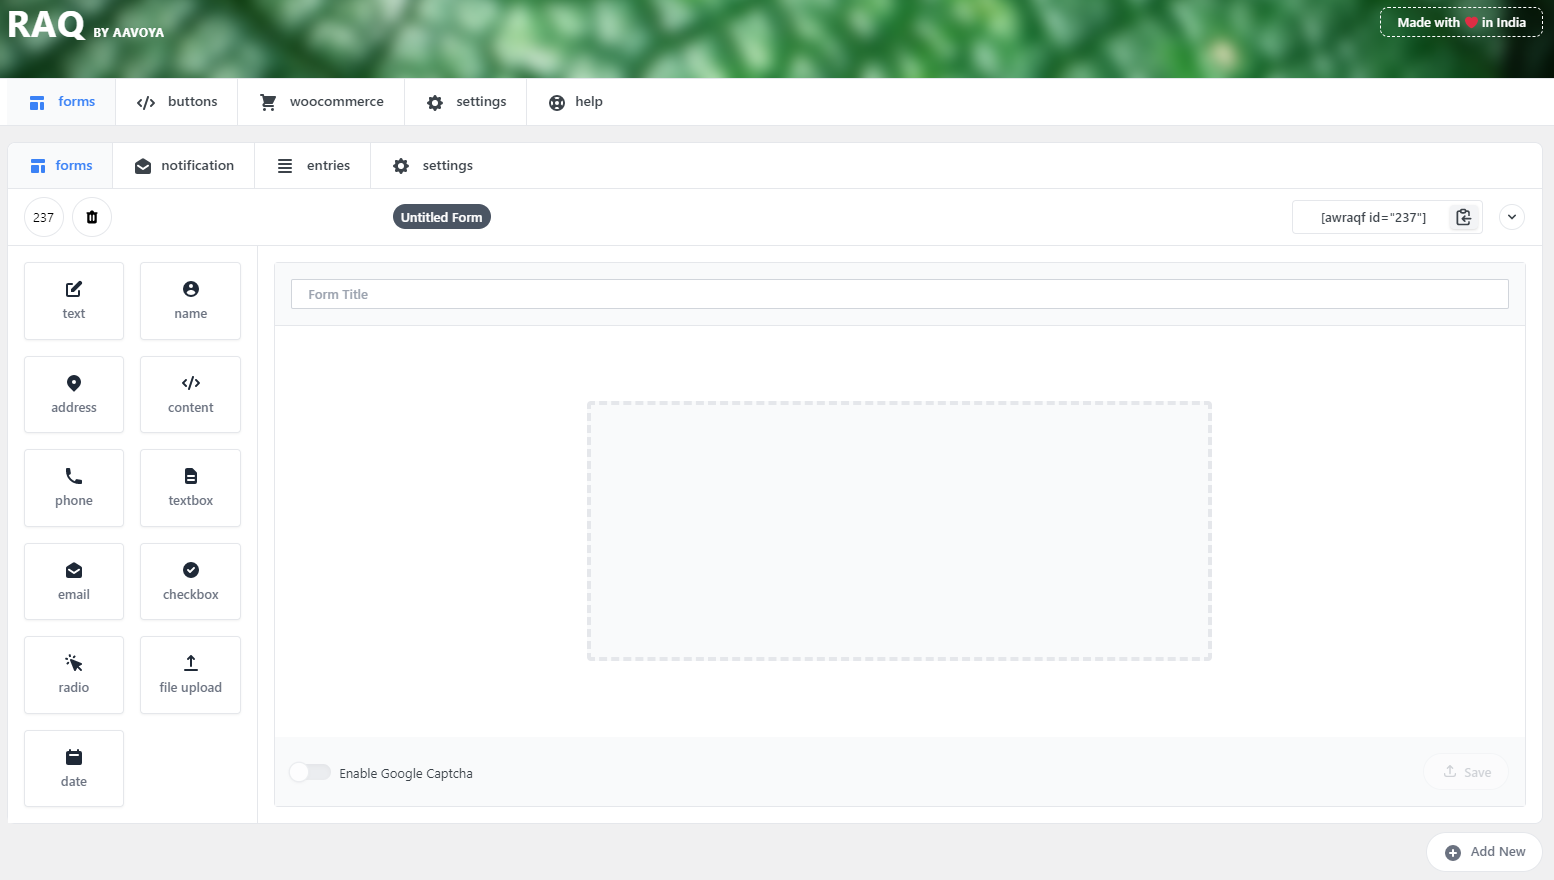 RAQ BY AAVOYA
Made with ❤ in India
forms buttons woocommerce settings help
forms notification entries settings
237 Untitled Form [awraqf id="237"]
text name
Form Title
address content
phone textbox
email checkbox
radio file upload
date
Enable Google Captcha Save
Add New